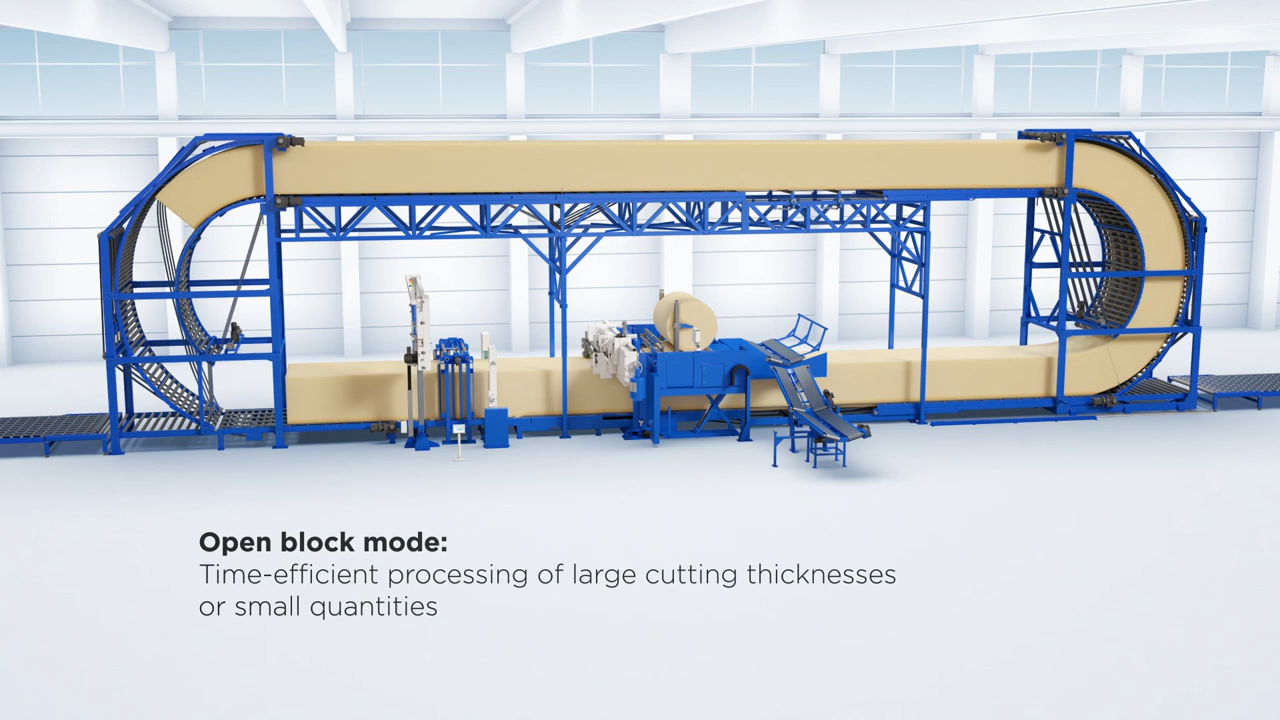 Open block mode:
Time-efficient processing of large cutting thicknesses
or small quantities